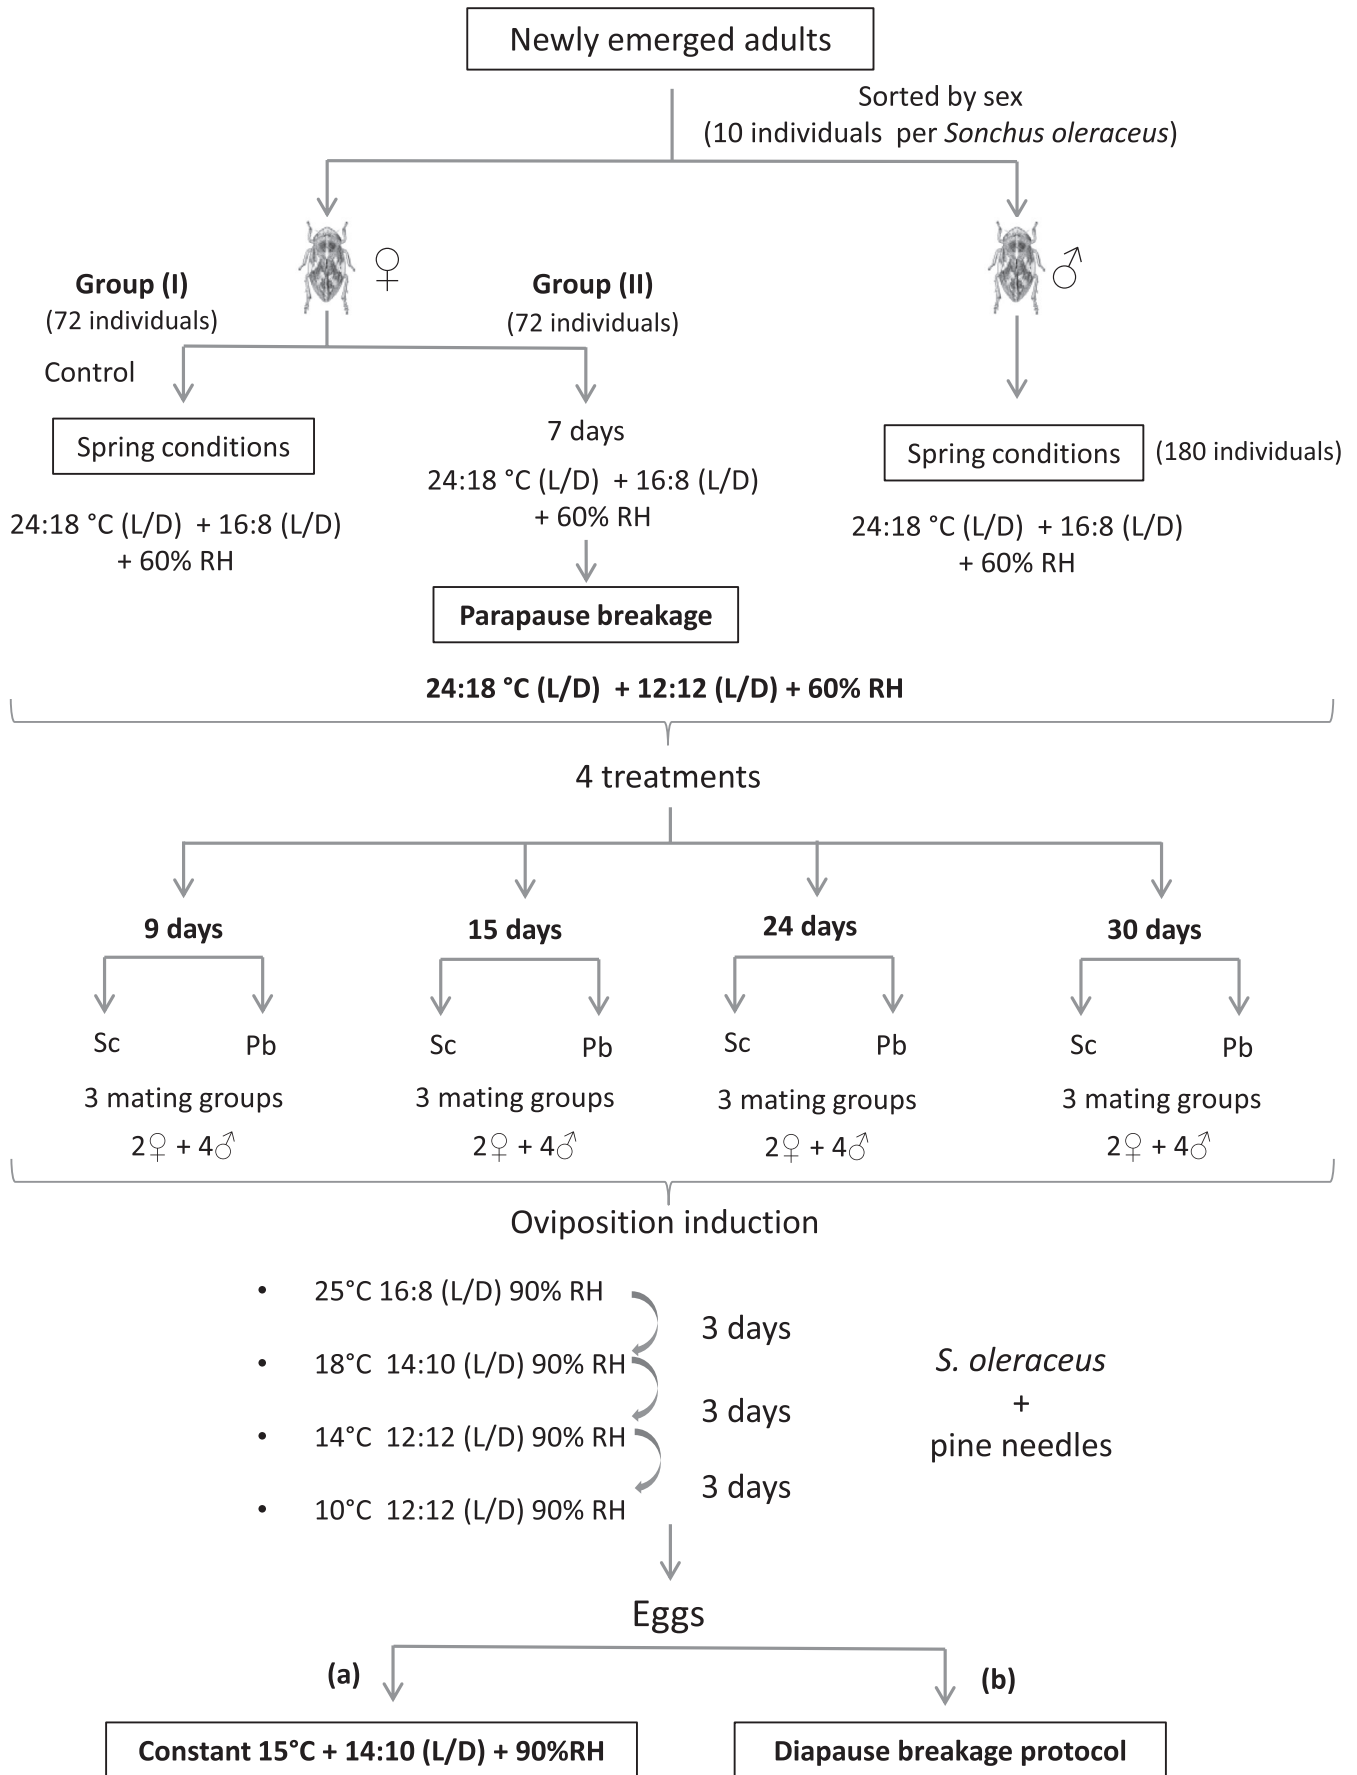 Newly emerged adults
Sorted by sex
(10 individuals per Sonchus oleraceus)
♀
♂
Group (I)
(72 individuals)
Group (II)
(72 individuals)
Control
Spring conditions
24:18 °C (L/D) + 16:8 (L/D)
+ 60% RH
7 days
24:18 °C (L/D) + 16:8 (L/D)
+ 60% RH
Spring conditions
(180 individuals)
24:18 °C (L/D) + 16:8 (L/D)
+ 60% RH
Parapause breakage
24:18 °C (L/D) + 12:12 (L/D) + 60% RH
4 treatments
9 days
15 days
24 days
30 days
Sc
Pb
Sc
Pb
Sc
Pb
Sc
Pb
3 mating groups
3 mating groups
3 mating groups
3 mating groups
2♀ + 4♂
2♀ + 4♂
2♀ + 4♂
2♀ + 4♂
Oviposition induction
• 25°C 16:8 (L/D) 90% RH
3 days
• 18°C 14:10 (L/D) 90% RH
3 days
• 14°C 12:12 (L/D) 90% RH
3 days
• 10°C 12:12 (L/D) 90% RH
S. oleraceus
+
pine needles
Eggs
(a)
(b)
Constant 15°C + 14:10 (L/D) + 90%RH
Diapause breakage protocol